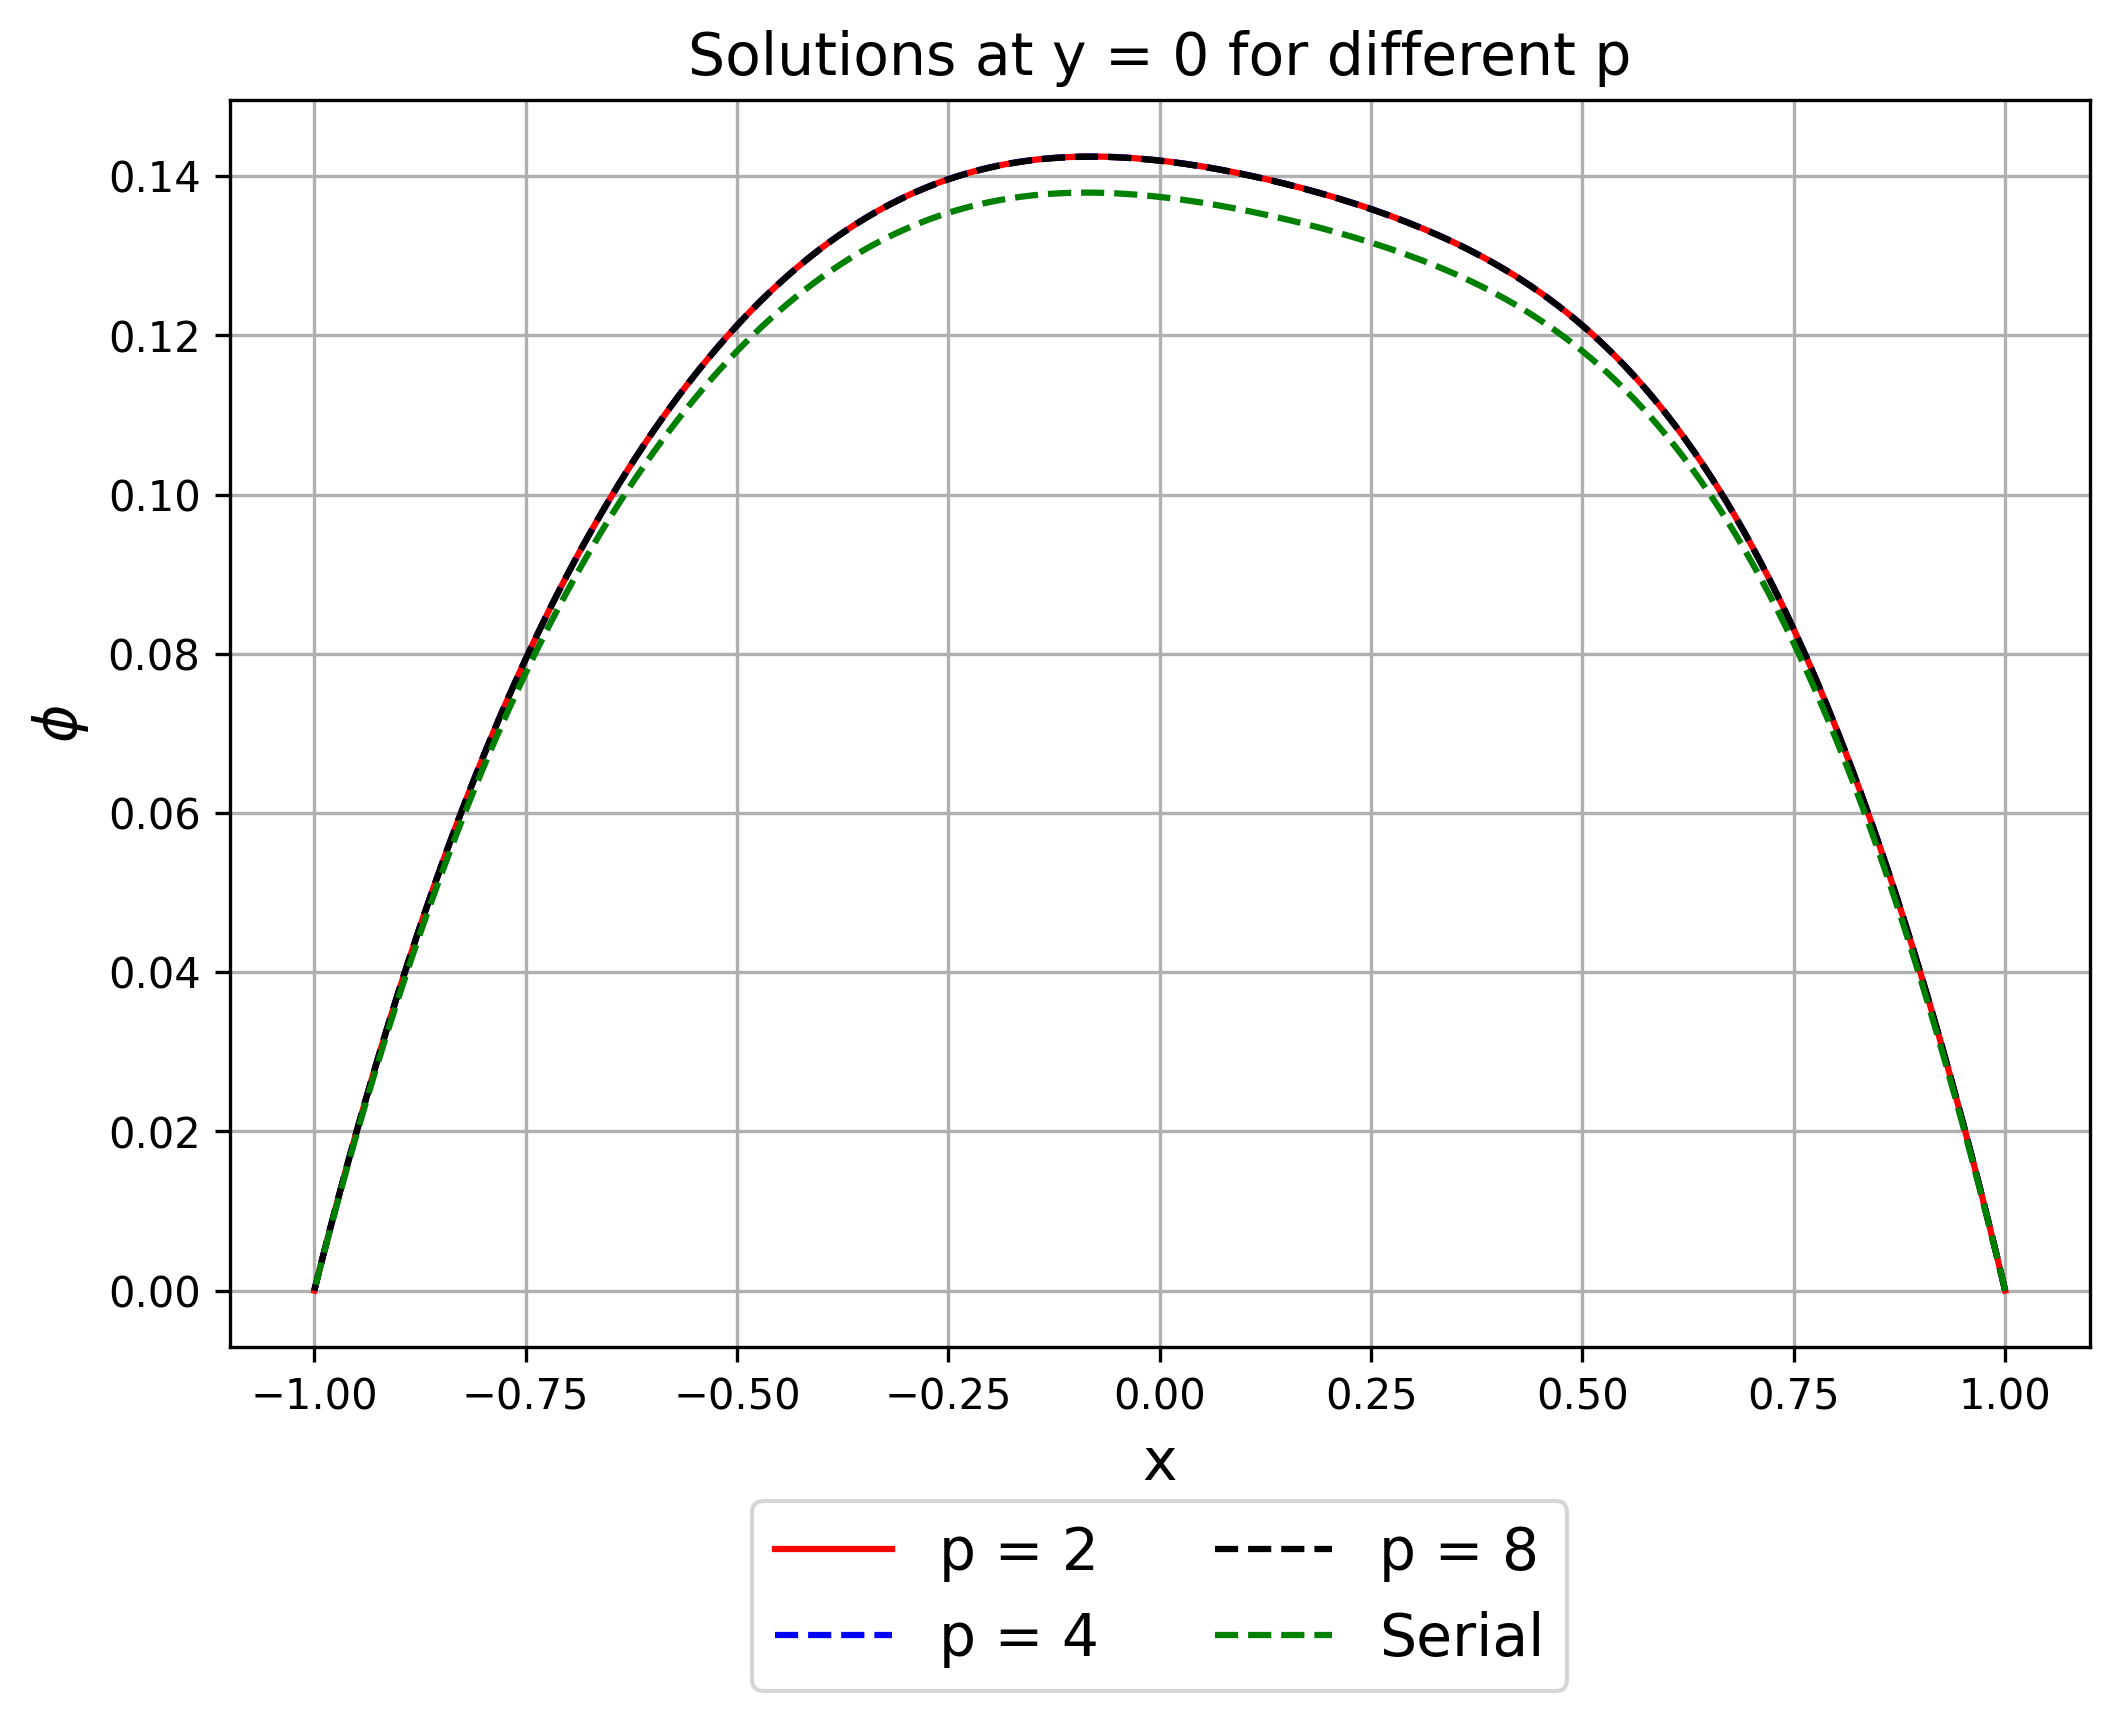 Solutions at y = 0 for different p
0.14
0.12
0.10
0.08
0.06
0.04
0.02
0.00
ϕ
−1.00 −0.75 −0.50 −0.25 0.00 0.25 0.50 0.75 1.00
x
p = 2 p = 8
p = 4 Serial